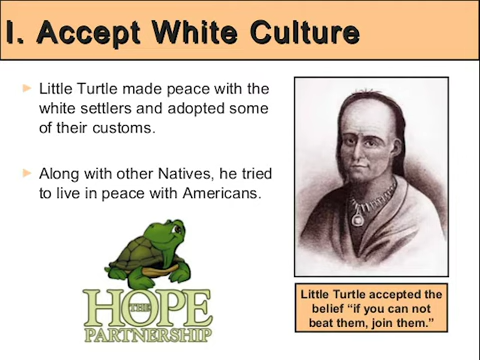 I. Accept White Culture
► Little Turtle made peace with the
white settlers and adopted some
of their customs.
► Along with other Natives, he tried
to live in peace with Americans.
THE
HOPE
PARTNERSHIP
Little Turtle accepted the
belief “if you can not
beat them, join them.”